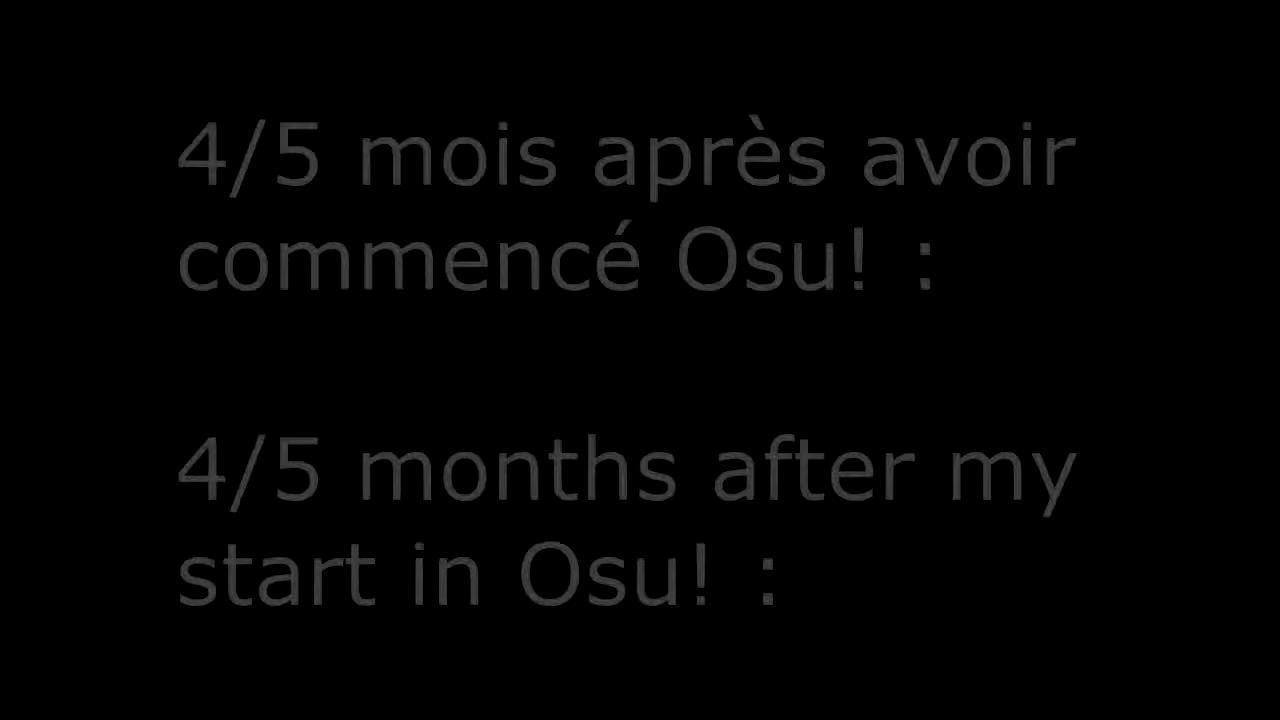 4/5 mois après avoir
commencé Osu! :
4/5 months after my
start in Osu! :